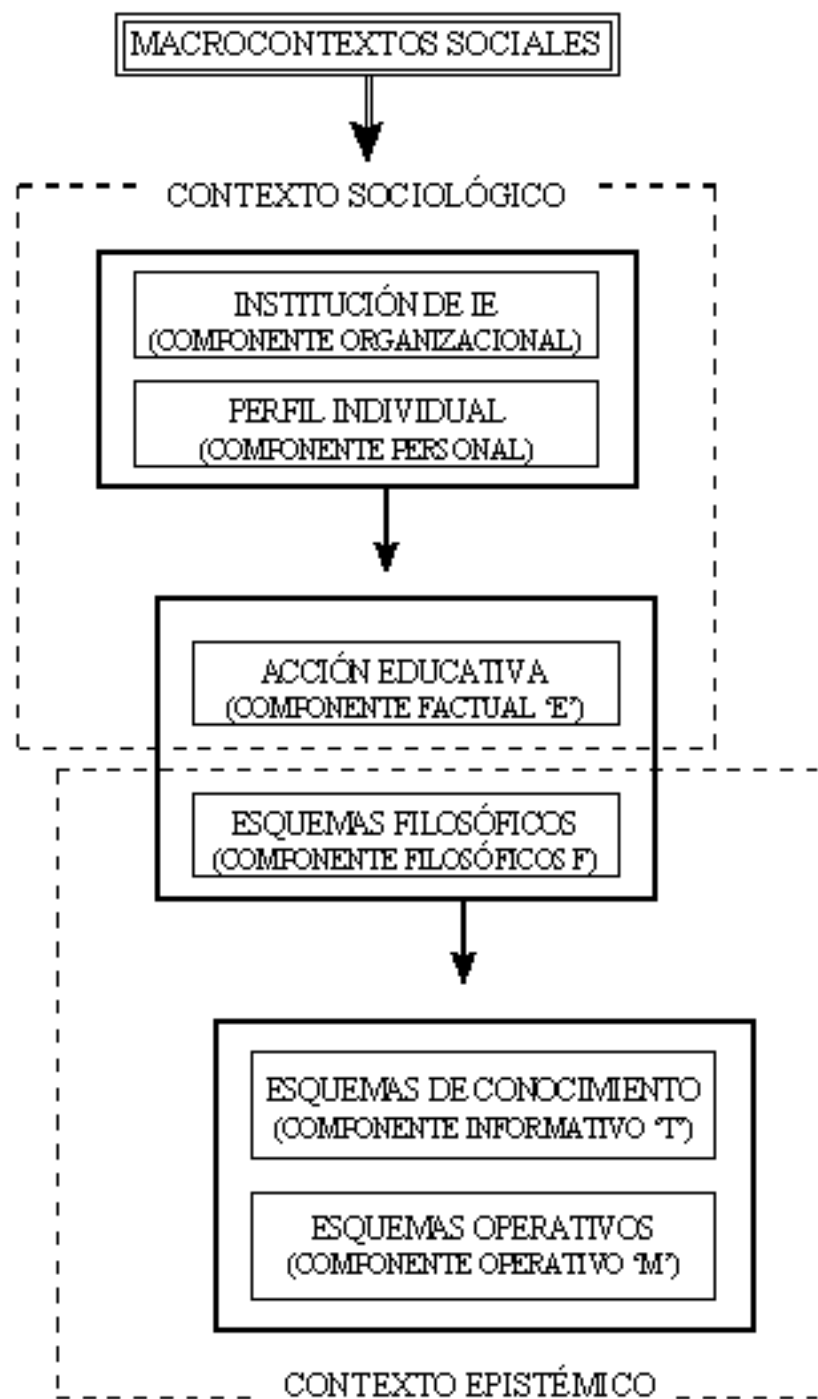 MACROCONTEXTOS SOCIALES
CONTEXTO SOCIOLÓGICO
INSTITUCIÓN DE IE
(COMPONENTE ORGANIZACIONAL)
PERFIL INDIVIDUAL
(COMPONENTE PERSONAL)
ACCIÓN EDUCATIVA
(COMPONENTE FACTUAL ‘E’)
ESQUEMAS FILOSÓFICOS
(COMPONENTE FILOSÓFICOS F)
ESQUEMAS DE CONOCIMIENTO
(COMPONENTE INFORMATIVO ‘T’)
ESQUEMAS OPERATIVOS
(COMPONENTE OPERATIVO ‘M’)
CONTEXTO EPISTÉMICO